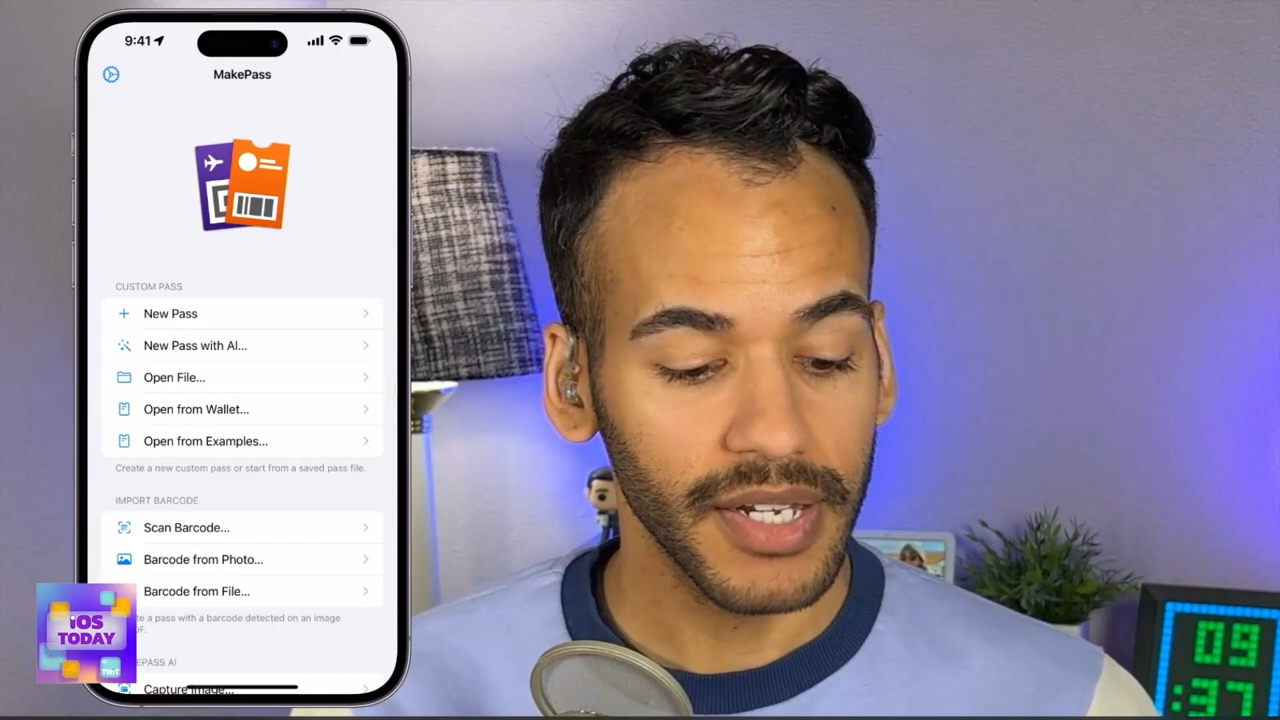 9:41
MakePass
CUSTOM PASS
New Pass
New Pass with AI...
Open File...
Open from Wallet...
Open from Examples...
Create a new custom pass or start from a saved pass file.
IMPORT BARCODE
Scan Barcode...
Barcode from Photo...
Barcode from File...
a pass with a barcode detected on an image
AI
Capture Image...
iOS
TODAY
TWiT
09
:37